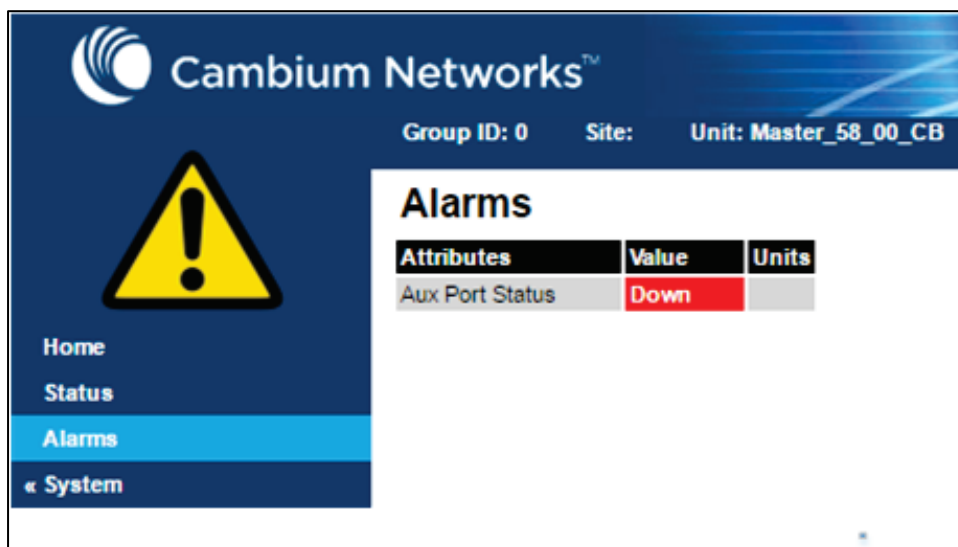 Cambium Networks™
Group ID: 0 Site: Unit: Master_58_00_CB
Alarms
Attributes Value Units
Aux Port Status Down
Home
Status
Alarms
« System